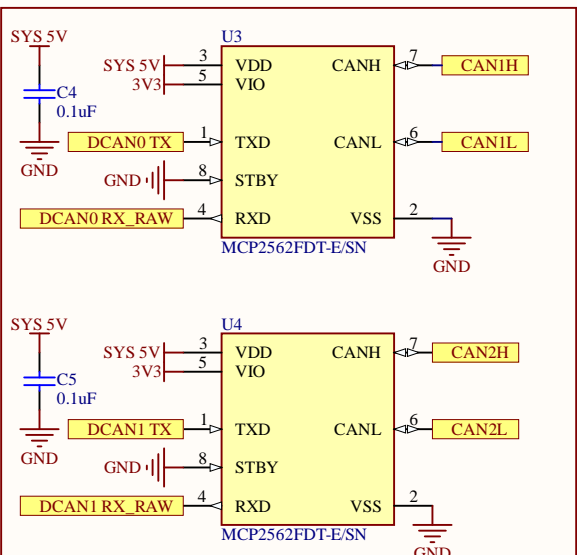 SYS 5V
C4
0.1uF
GND
U3
SYS 5V 3 VDD CANH 7 CAN1H
3V3 5 VIO
DCAN0 TX 1 TXD CANL 6 CAN1L
GND 8 STBY
DCAN0 RX_RAW 4 RXD VSS 2
GND
MCP2562FDT-E/SN
SYS 5V
C5
0.1uF
GND
U4
SYS 5V 3 VDD CANH 7 CAN2H
3V3 5 VIO
DCAN1 TX 1 TXD CANL 6 CAN2L
GND 8 STBY
DCAN1 RX_RAW 4 RXD VSS 2
MCP2562FDT-E/SN
GND